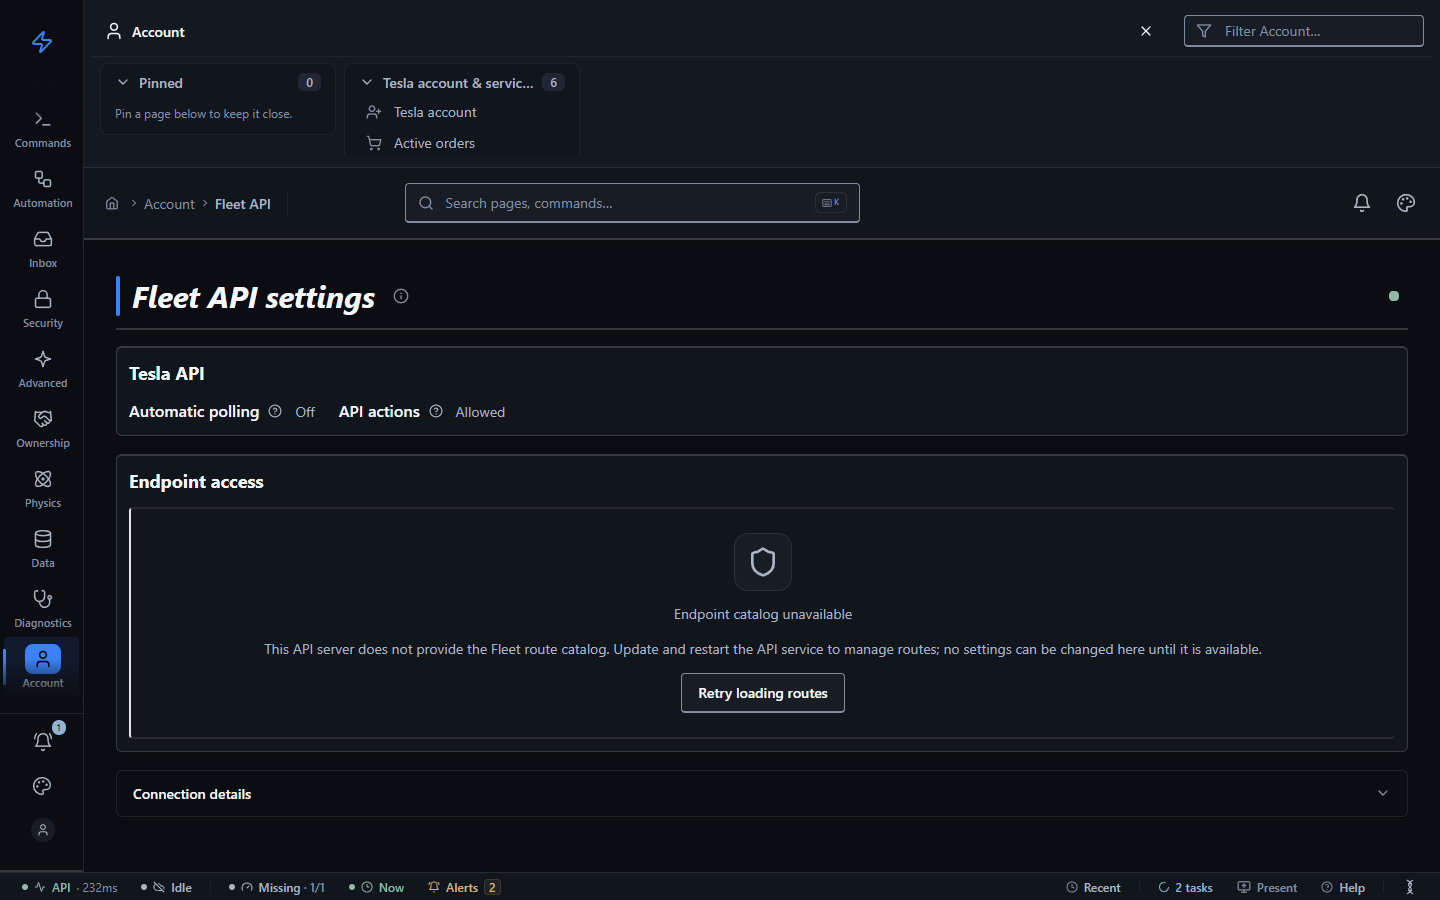 Account
Filter Account...
Pinned
0
Pin a page below to keep it close.
Tesla account & servic...
6
Tesla account
Active orders
Commands
Automation
Inbox
Security
Advanced
Ownership
Physics
Data
Diagnostics
Account
1
Account
Fleet API
Search pages, commands...
K
Fleet API settings
Tesla API
Automatic polling
Off
API actions
Allowed
Endpoint access
Endpoint catalog unavailable
This API server does not provide the Fleet route catalog. Update and restart the API service to manage routes; no settings can be changed here until it is available.
Retry loading routes
Connection details
API · 232ms
Idle
Missing · 1/1
Now
Alerts 2
Recent
2 tasks
Present
Help